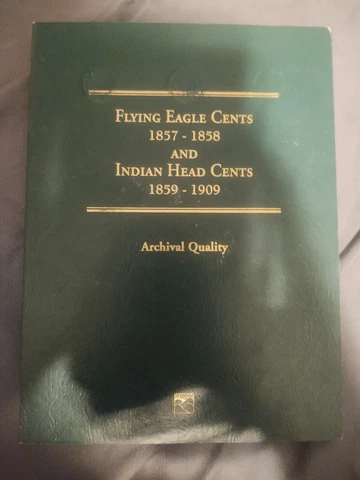 FLYING EAGLE CENTS
1857 - 1858
AND
INDIAN HEAD CENTS
1859 - 1909
Archival Quality